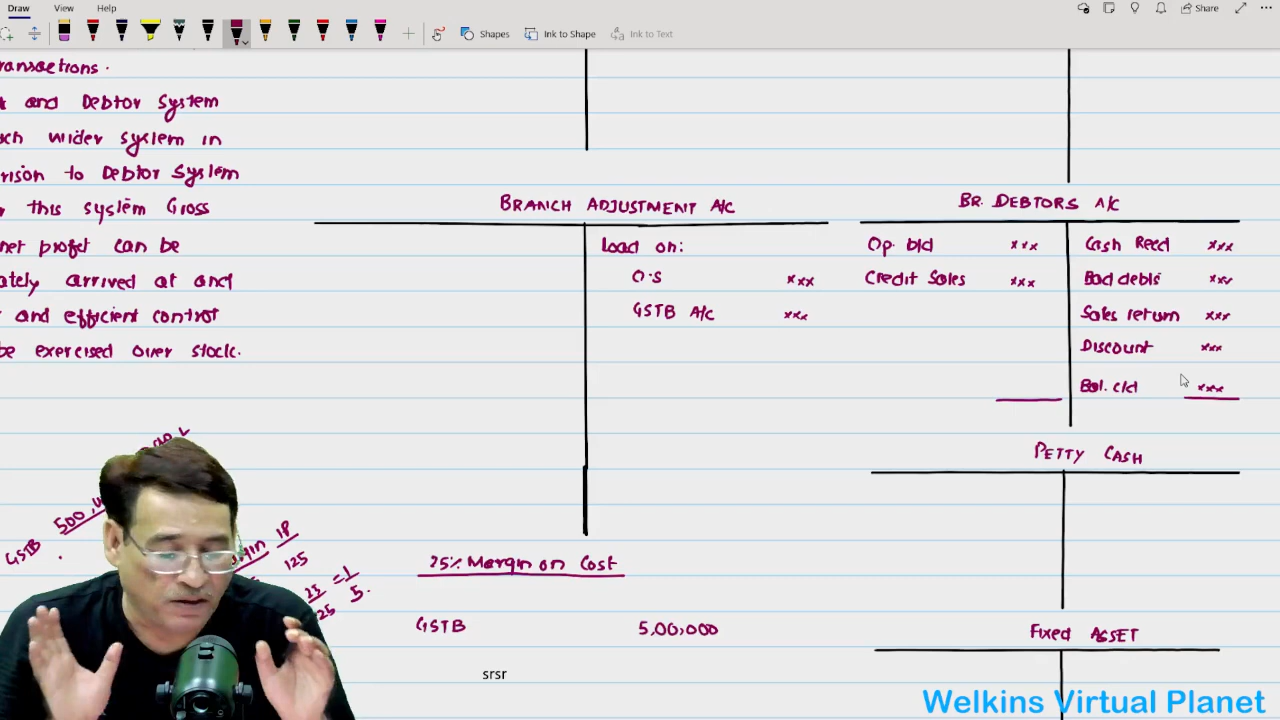 Draw View Help
Share
Shapes Ink to Shape Ink to Text
ransactions.
and Debtor System
wider system in
rison to Debtor System
this system Gross
net profit can be
ately arrived at and
and efficient control
be exercised over stock.
BRANCH ADJUSTMENT A/C
Load on:
O.S xxx
GSTB A/C xxx
BR. DEBTORS A/C
Op. b/d xxx Cash Recd xxx
Credit Sales xxx Bad debts xxx
Sales return xxx
Discount xxx
Bal. c/d xxx
PETTY CASH
Fixed ASSET
GSTB
IP
125
=1/5.
25% Margin on Cost
GSTB 5,00,000
srsr
Welkins Virtual Planet